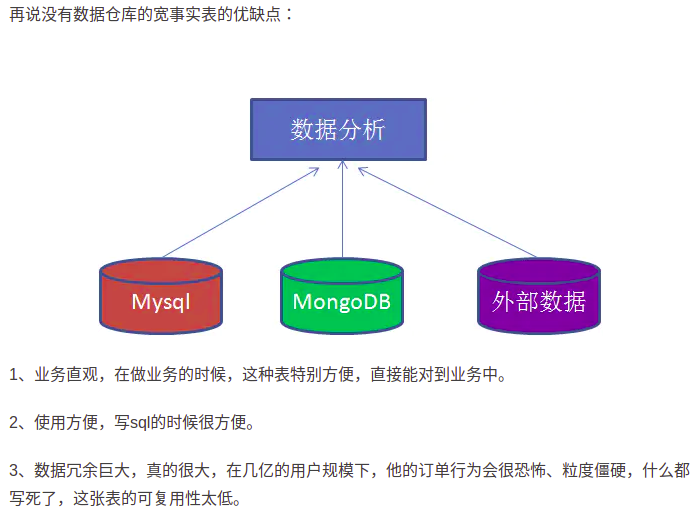 再说没有数据仓库的宽事实表的优缺点：
数据分析
Mysql
MongoDB
外部数据
1、业务直观，在做业务的时候，这种表特别方便，直接能对到业务中。
2、使用方便，写sql的时候很方便。
3、数据冗余巨大，真的很大，在几亿的用户规模下，他的订单行为会很恐怖、粒度僵硬，什么都
写死了，这张表的可复用性太低。